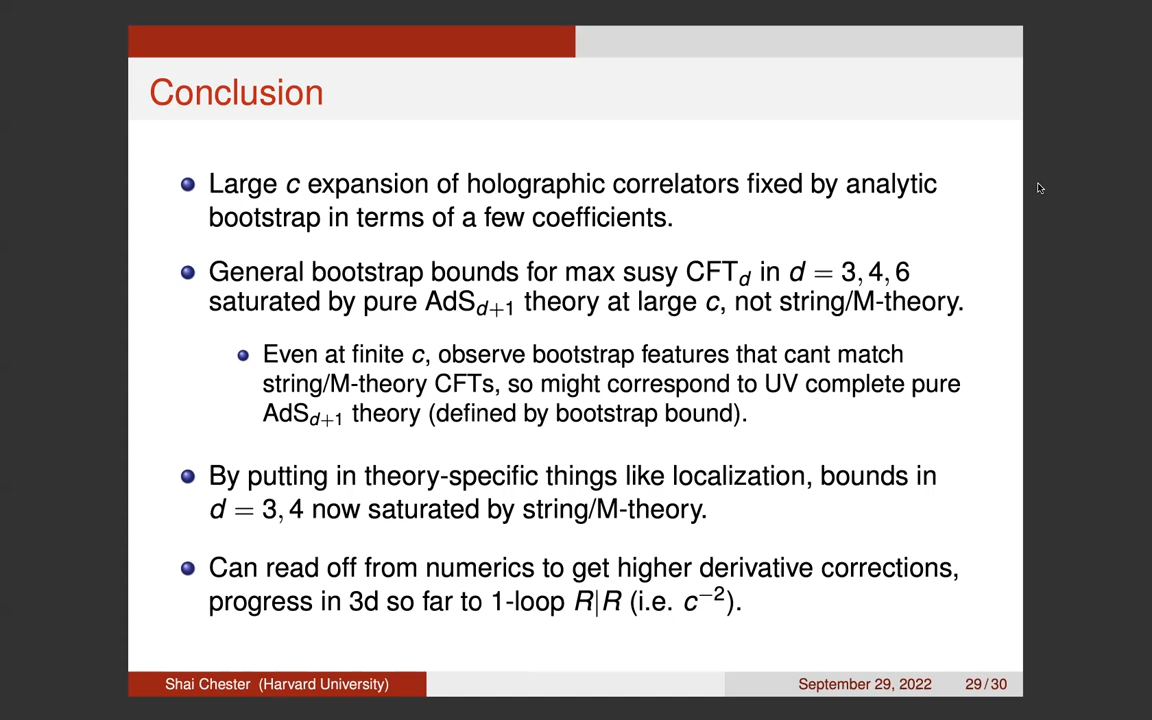 Conclusion
Large c expansion of holographic correlators fixed by analytic
bootstrap in terms of a few coefficients.
General bootstrap bounds for max susy CFT_d in d = 3, 4, 6
saturated by pure AdS_{d+1} theory at large c, not string/M-theory.
Even at finite c, observe bootstrap features that cant match
string/M-theory CFTs, so might correspond to UV complete pure
AdS_{d+1} theory (defined by bootstrap bound).
By putting in theory-specific things like localization, bounds in
d = 3, 4 now saturated by string/M-theory.
Can read off from numerics to get higher derivative corrections,
progress in 3d so far to 1-loop R|R (i.e. c^{−2}).
Shai Chester (Harvard University) September 29, 2022 29 / 30